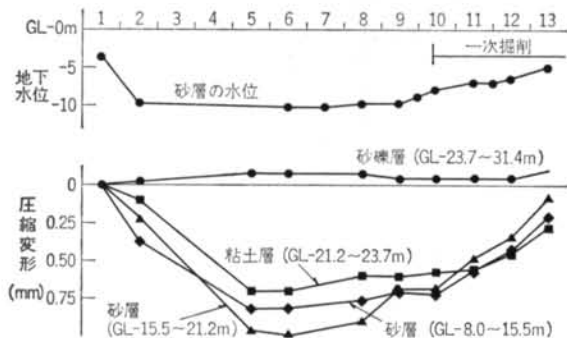 GL-0m 1 2 3 4 5 6 7 8 9 10 11 12 13
一次掘削
地下
水位
-5
-10
砂層の水位
砂礫層(GL-23.7～31.4m)
0
圧縮変形
(mm)
0.25
0.50
0.75
粘土層(GL-21.2～23.7m)
砂層
(GL-15.5～21.2m)
砂層(GL-8.0～15.5m)